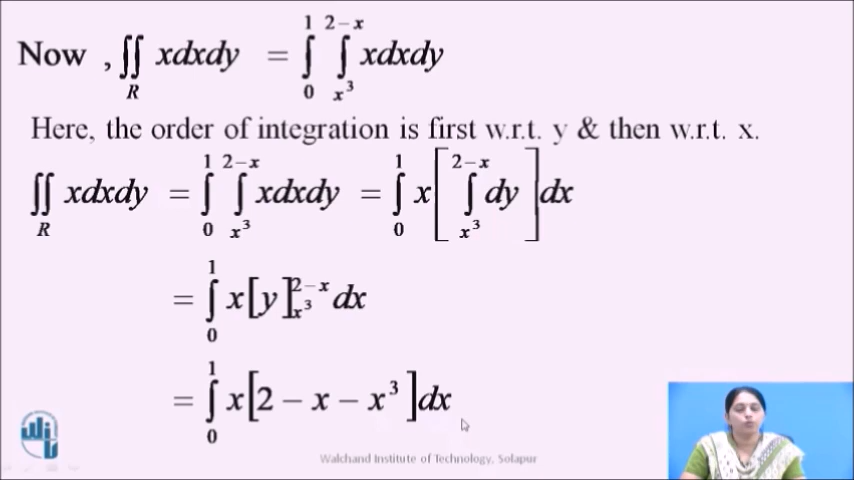 Now , ∬_R xdxdy = ∫_0^1 ∫_{x^3}^{2−x} xdxdy
Here, the order of integration is first w.r.t. y & then w.r.t. x.
∬_R xdxdy = ∫_0^1 ∫_{x^3}^{2−x} xdxdy = ∫_0^1 x[ ∫_{x^3}^{2−x} dy ]dx
= ∫_0^1 x[y]_{x^3}^{2−x} dx
= ∫_0^1 x[2 − x − x^3]dx
Walchand Institute of Technology, Solapur